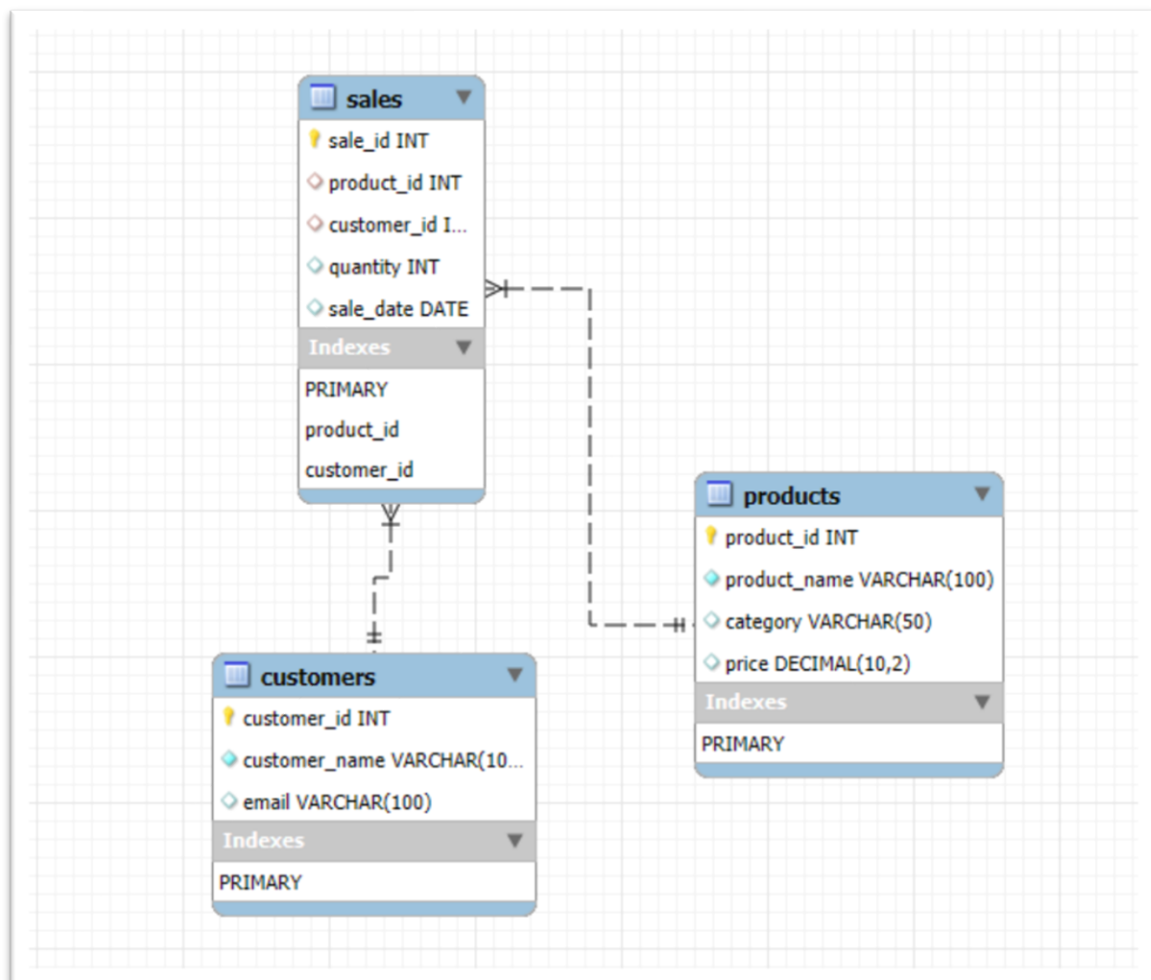 sales
sale_id INT
product_id INT
customer_id I...
quantity INT
sale_date DATE
Indexes
PRIMARY
product_id
customer_id
products
product_id INT
product_name VARCHAR(100)
category VARCHAR(50)
price DECIMAL(10,2)
Indexes
PRIMARY
customers
customer_id INT
customer_name VARCHAR(10...
email VARCHAR(100)
Indexes
PRIMARY